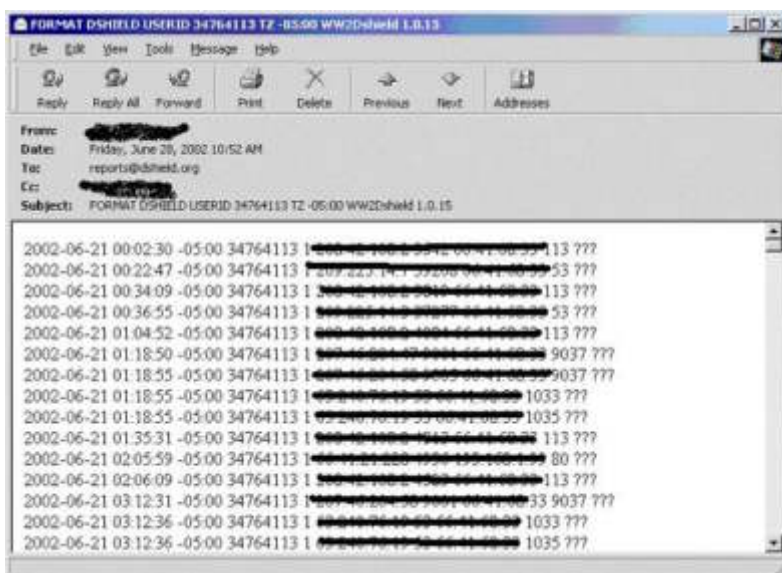 FORMAT DSHIELD USERID 34764113 TZ -05:00 WW2Dshield 1.0.15
File Edit View Tools Message Help
Reply Reply All Forward Print Delete Previous Next Addresses
From:
Date: Friday, June 28, 2002 10:52 AM
To: reports@dshield.org
Cc:
Subject: FORMAT DSHIELD USERID 34764113 TZ -05:00 WW2Dshield 1.0.15
2002-06-21 00:02:30 -05:00 34764113 1 113 ???
2002-06-21 00:22:47 -05:00 34764113 1 53 ???
2002-06-21 00:34:09 -05:00 34764113 1 113 ???
2002-06-21 00:36:55 -05:00 34764113 1 53 ???
2002-06-21 01:04:52 -05:00 34764113 1 113 ???
2002-06-21 01:18:50 -05:00 34764113 1 9037 ???
2002-06-21 01:18:55 -05:00 34764113 1 9037 ???
2002-06-21 01:18:55 -05:00 34764113 1 1033 ???
2002-06-21 01:18:55 -05:00 34764113 1 1035 ???
2002-06-21 01:35:31 -05:00 34764113 1 113 ???
2002-06-21 02:05:59 -05:00 34764113 1 80 ???
2002-06-21 02:06:09 -05:00 34764113 1 113 ???
2002-06-21 03:12:31 -05:00 34764113 1 33 9037 ???
2002-06-21 03:12:36 -05:00 34764113 1 1033 ???
2002-06-21 03:12:36 -05:00 34764113 1 1035 ???